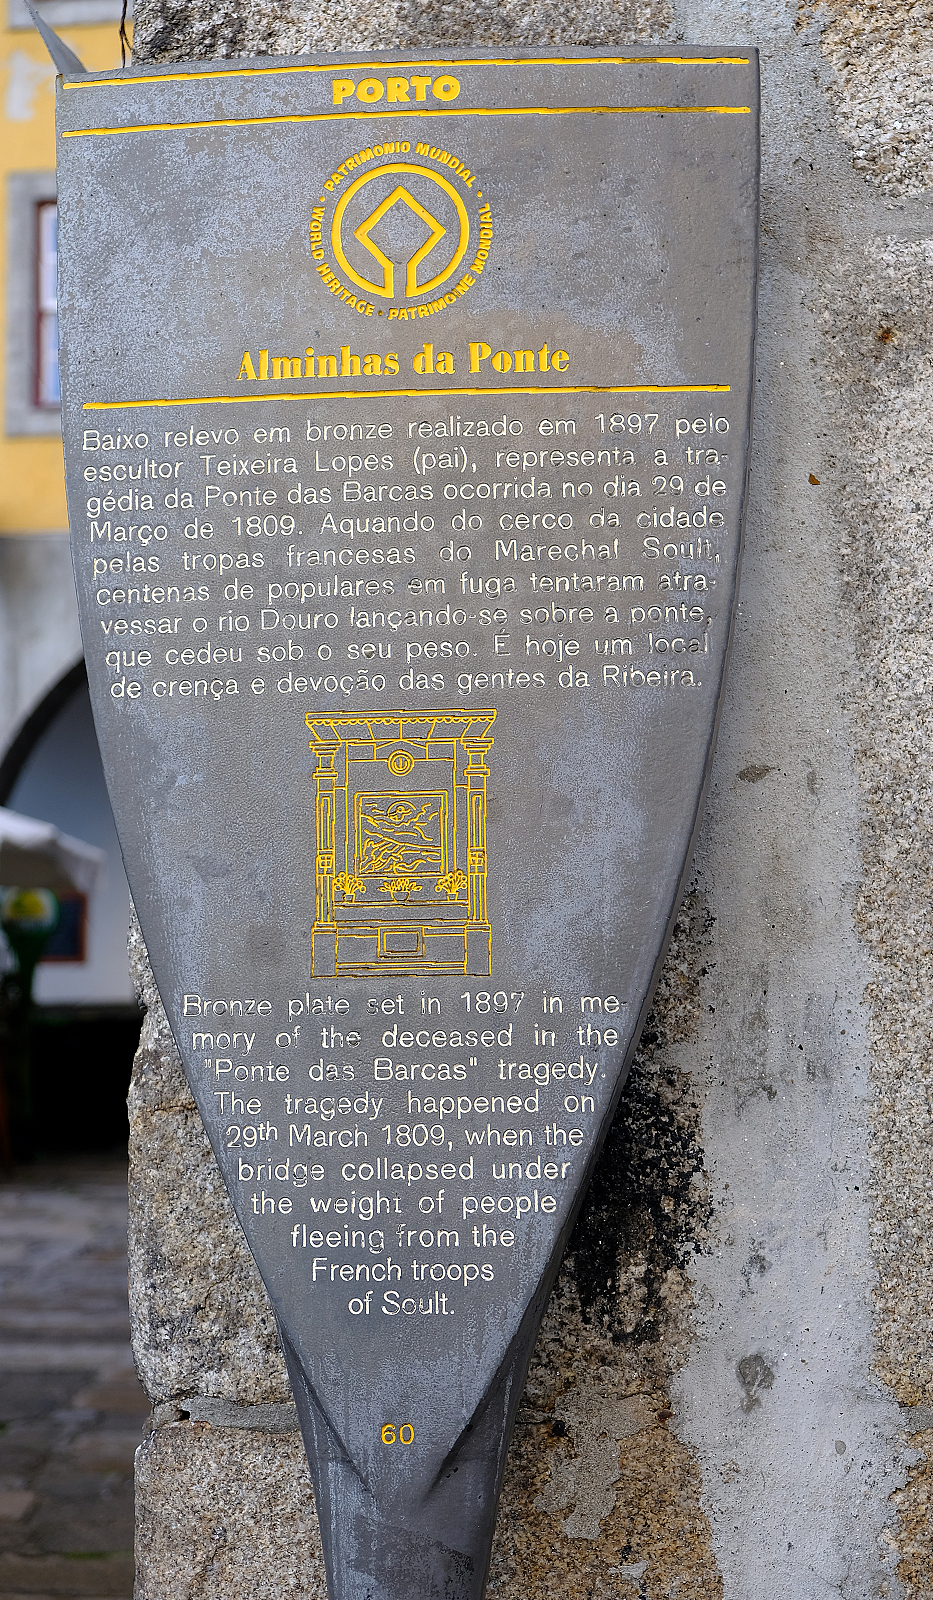 PORTO
PATRIMONIO MUNDIAL • WORLD HERITAGE • PATRIMOINE MONDIAL •
Alminhas da Ponte
Baixo relevo em bronze realizado em 1897 pelo
escultor Teixeira Lopes (pai), representa a tra-
gédia da Ponte das Barcas ocorrida no dia 29 de
Março de 1809. Aquando do cerco da cidade
pelas tropas francesas do Marechal Soult,
centenas de populares em fuga tentaram atra-
vessar o rio Douro lançando-se sobre a ponte,
que cedeu sob o seu peso. É hoje um local
de crença e devoção das gentes da Ribeira.
Bronze plate set in 1897 in me-
mory of the deceased in the
"Ponte das Barcas" tragedy.
The tragedy happened on
29th March 1809, when the
bridge collapsed under
the weight of people
fleeing from the
French troops
of Soult.
60